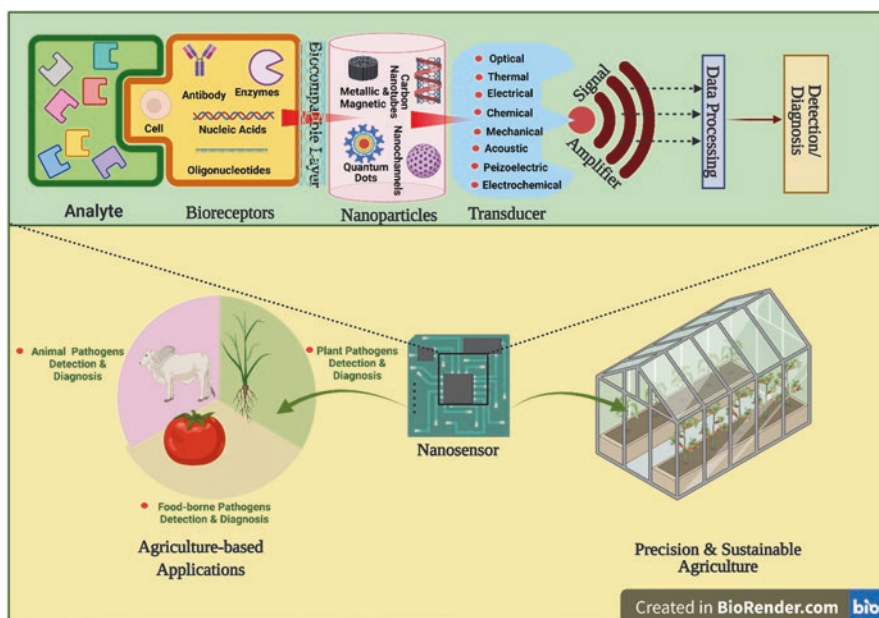 Analyte
Antibody
Enzymes
Cell
Nucleic Acids
Oligonucleotides
Bioreceptors
Biocompatible Layer
Metallic &
Magnetic
Carbon
Nanotubes
Quantum
Dots
Nanochannels
Nanoparticles
Optical
Thermal
Electrical
Chemical
Mechanical
Acoustic
Peizoelectric
Electrochemical
Transducer
Signal
Amplifier
Data Processing
Detection/
Diagnosis
Animal Pathogens
Detection &
Diagnosis
Plant Pathogens
Detection &
Diagnosis
Food-borne Pathogens
Detection & Diagnosis
Agriculture-based
Applications
Nanosensor
Precision & Sustainable
Agriculture
Created in BioRender.com
bio